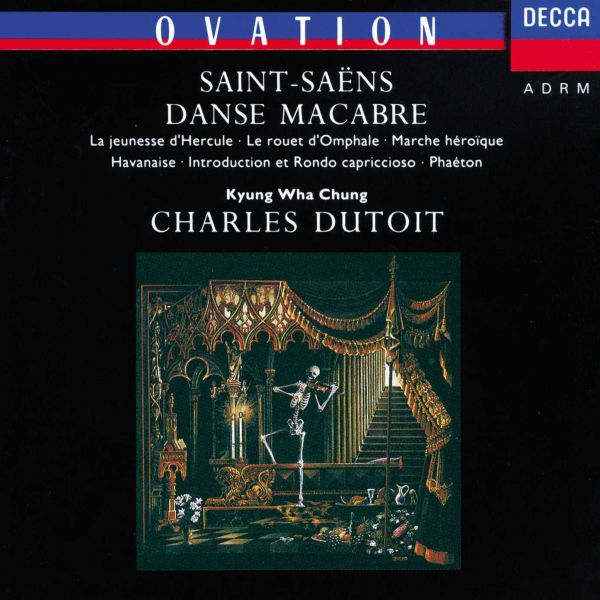 OVATION
DECCA
ADRM
SAINT-SAËNS
DANSE MACABRE
La jeunesse d'Hercule · Le rouet d'Omphale · Marche héroïque
Havanaise · Introduction et Rondo capriccioso · Phaéton
Kyung Wha Chung
CHARLES DUTOIT